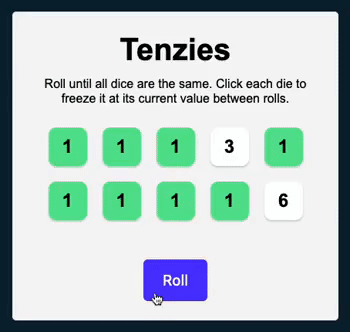 Tenzies
Roll until all dice are the same. Click each die to
freeze it at its current value between rolls.
1 1 1 3 1
1 1 1 1 6
Roll